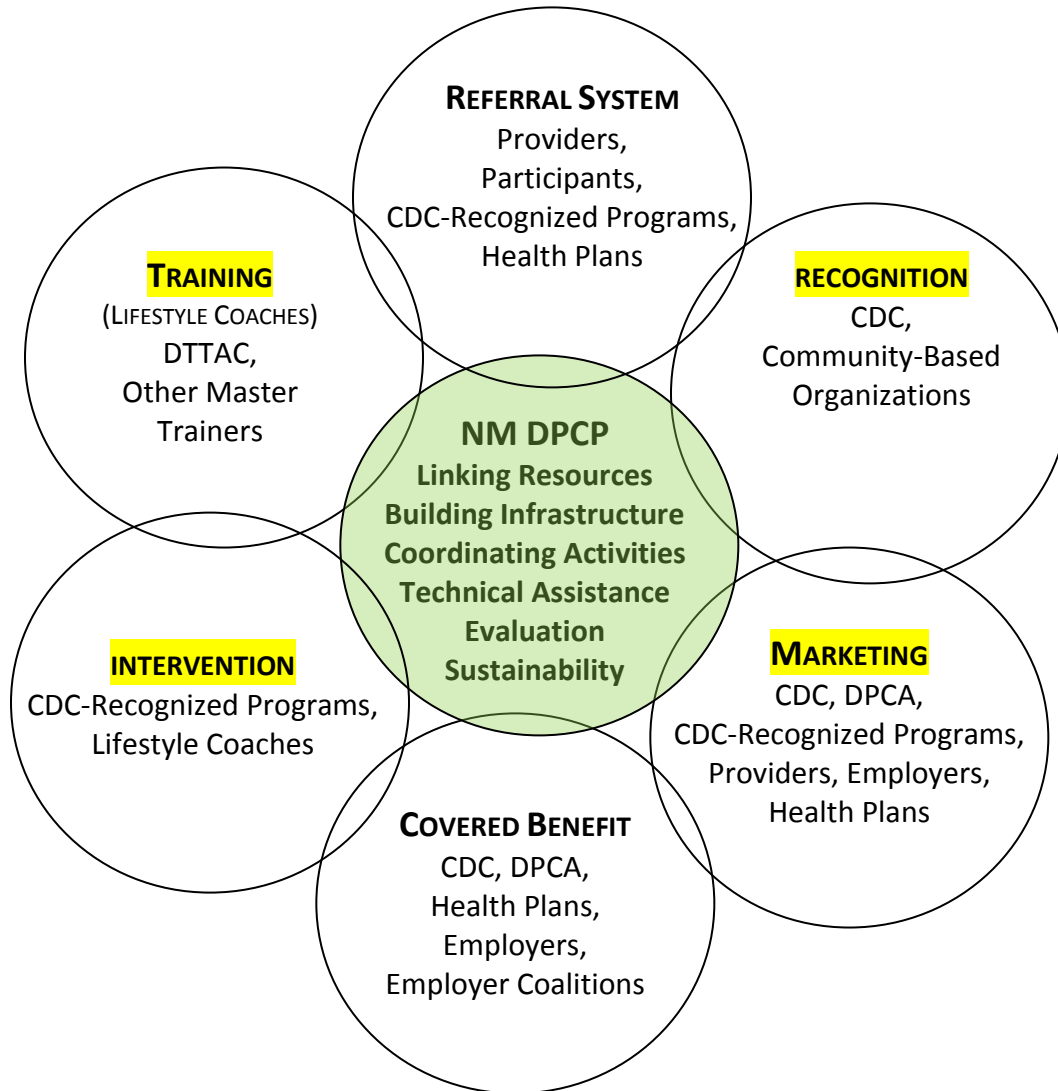 REFERRAL SYSTEM
Providers,
Participants,
CDC-Recognized Programs,
Health Plans
TRAINING
(LIFESTYLE COACHES)
DTTAC,
Other Master
Trainers
RECOGNITION
CDC,
Community-Based
Organizations
NM DPCP
Linking Resources
Building Infrastructure
Coordinating Activities
Technical Assistance
Evaluation
Sustainability
INTERVENTION
CDC-Recognized Programs,
Lifestyle Coaches
MARKETING
CDC, DPCA,
CDC-Recognized Programs,
Providers, Employers,
Health Plans
COVERED BENEFIT
CDC, DPCA,
Health Plans,
Employers,
Employer Coalitions